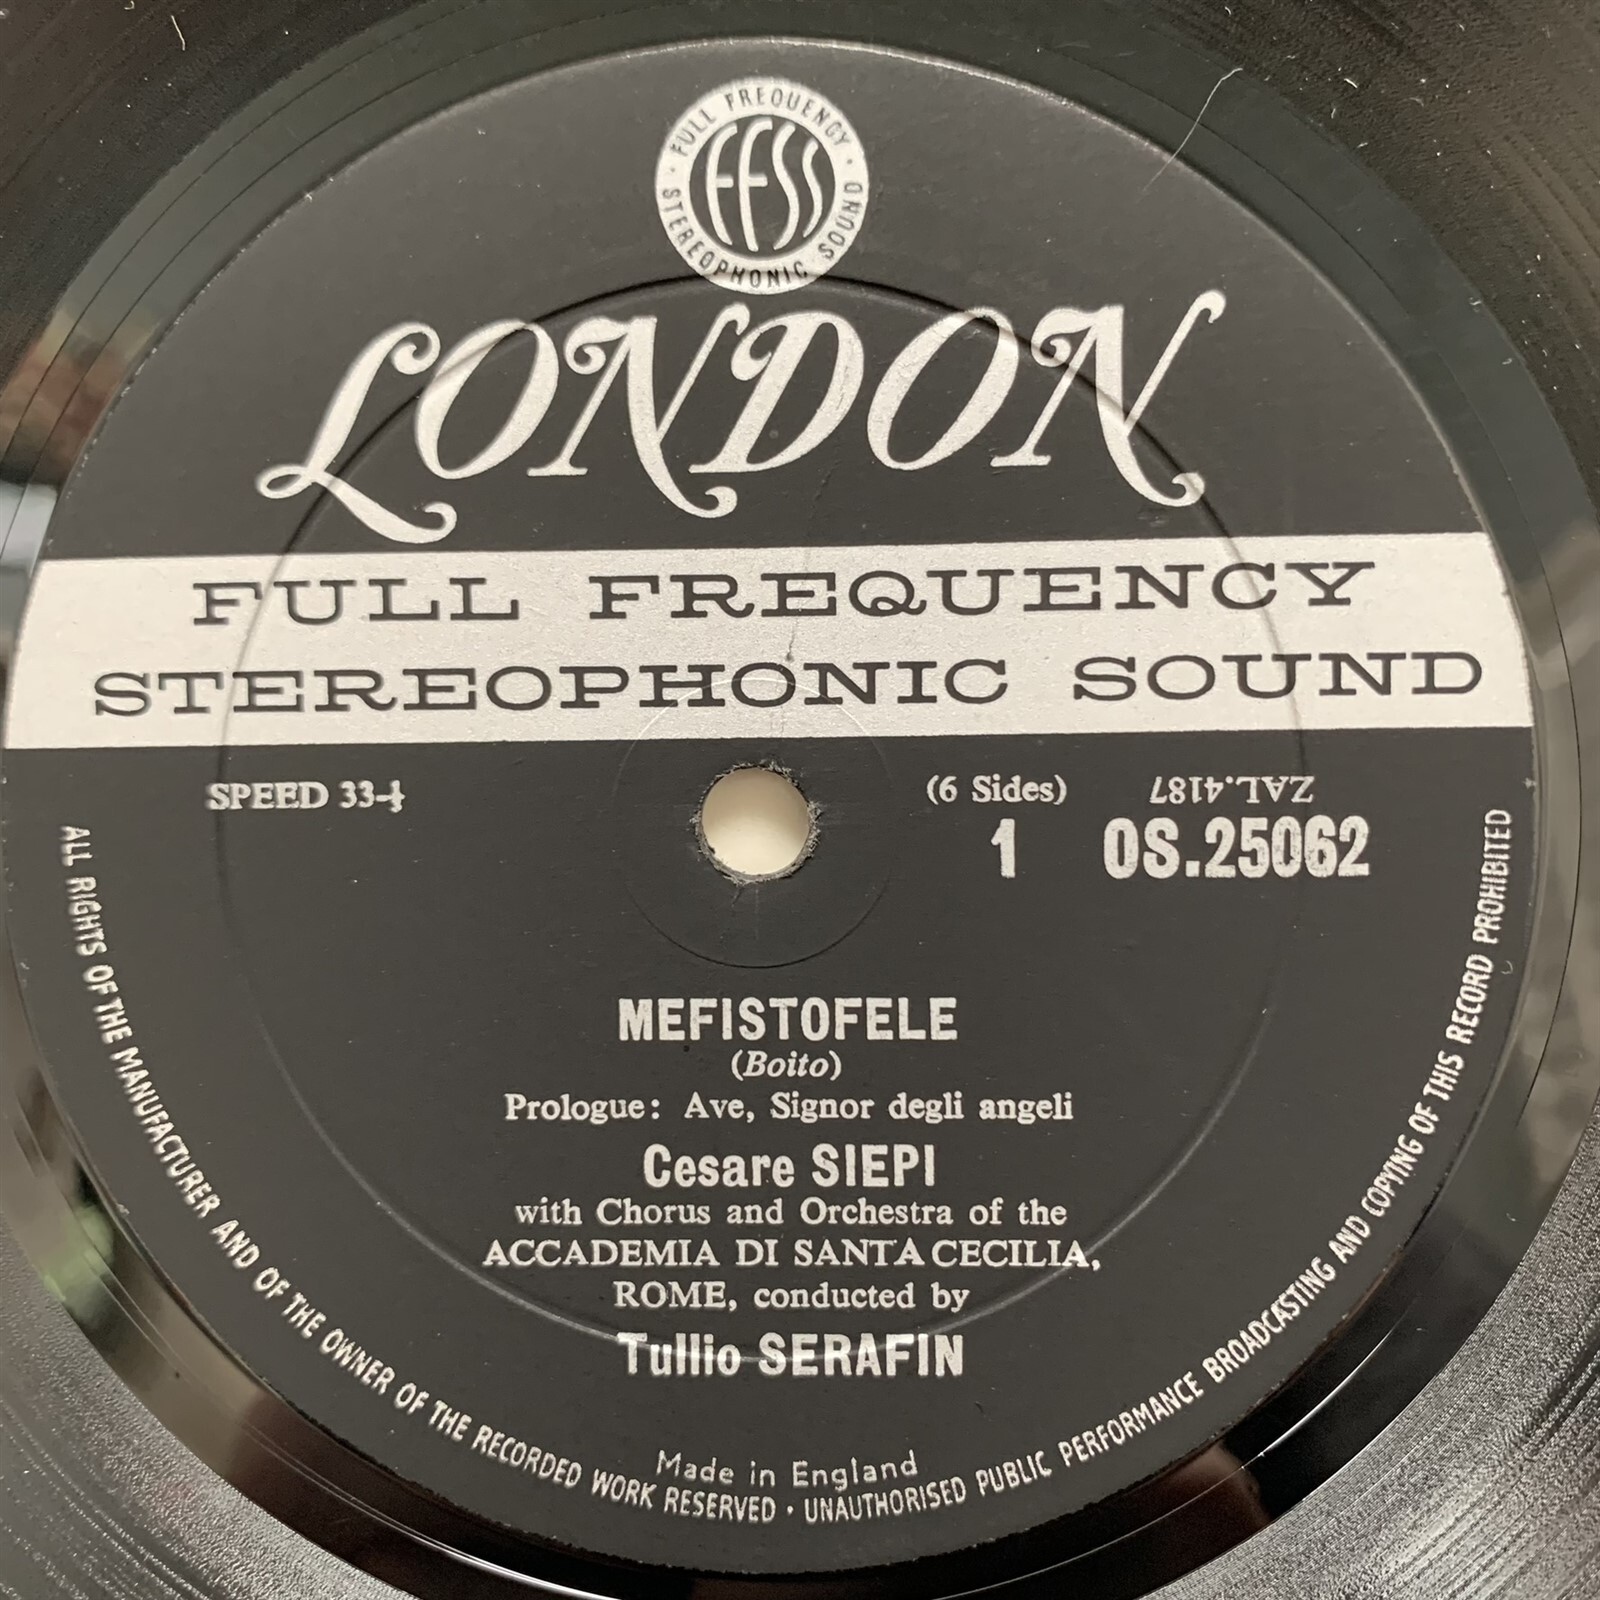 FULL FREQUENCY
STEREOPHONIC SOUND
FFSS
LONDON
FULL FREQUENCY
STEREOPHONIC SOUND
SPEED 33⅓
(6 Sides)
ZAL.4187
1
OS.25062
MEFISTOFELE
(Boito)
Prologue: Ave, Signor degli angeli
Cesare SIEPI
with Chorus and Orchestra of the
ACCADEMIA DI SANTA CECILIA,
ROME, conducted by
Tullio SERAFIN
Made in England
ALL RIGHTS OF THE MANUFACTURER AND OF THE OWNER OF THE RECORDED WORK RESERVED · UNAUTHORISED PUBLIC PERFORMANCE BROADCASTING AND COPYING OF THIS RECORD PROHIBITED